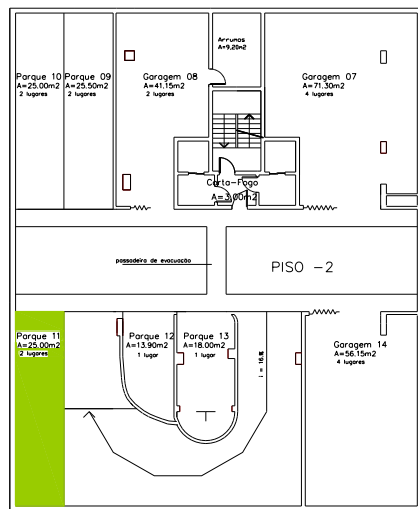 Arrumos
A=9,20m2
Parque 10
A=25.00m2
2 lugares
Parque 09
A=25.50m2
2 lugares
Garagem 08
A=41.15m2
2 lugares
Garagem 07
A=71.30m2
4 lugares
Corta-Fogo
A=3.00m2
passadeira de evacuação
PISO -2
Parque 11
A=25.00m2
2 lugares
Parque 12
A=13.90m2
1 lugar
Parque 13
A=18.00m2
1 lugar
i = 16.%
Garagem 14
A=56.15m2
4 lugares